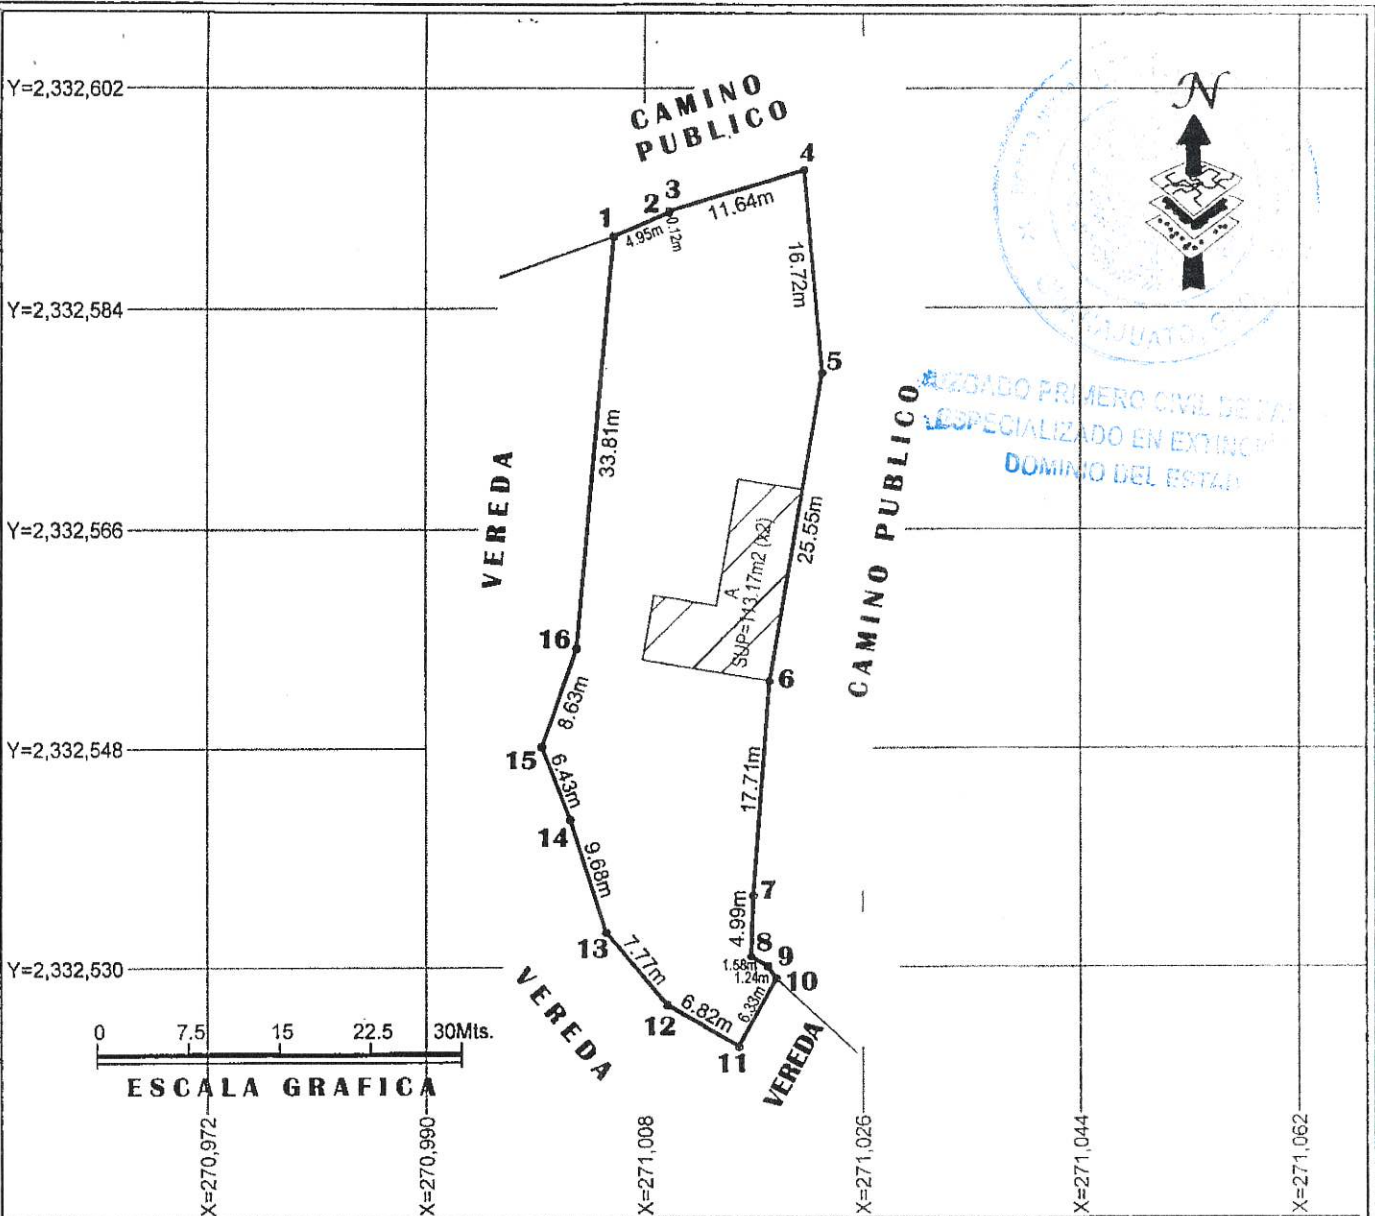 Y=2,332,602
CAMINO
PUBLICO
N
1
2
3
4
4.95m
0.12m
11.64m
16.72m
Y=2,332,584
5
33.81m
VEREDA
25.55m
CAMINO PUBLICO
JUZGADO PRIMERO CIVIL DE
ESPECIALIZADO EN
DOMINIO DEL
Y=2,332,566
A
SUP=113.17m2 (x2)
16
6
8.63m
Y=2,332,548
15
6.43m
17.71m
14
9.68m
7
4.99m
13
8
9
1.58m
1.24m
10
Y=2,332,530
7.77m
6.33m
12
6.82m
11
VEREDA
VEREDA
0 7.5 15 22.5 30Mts.
ESCALA GRAFICA
X=270,972
X=270,990
X=271,008
X=271,026
X=271,044
X=271,062